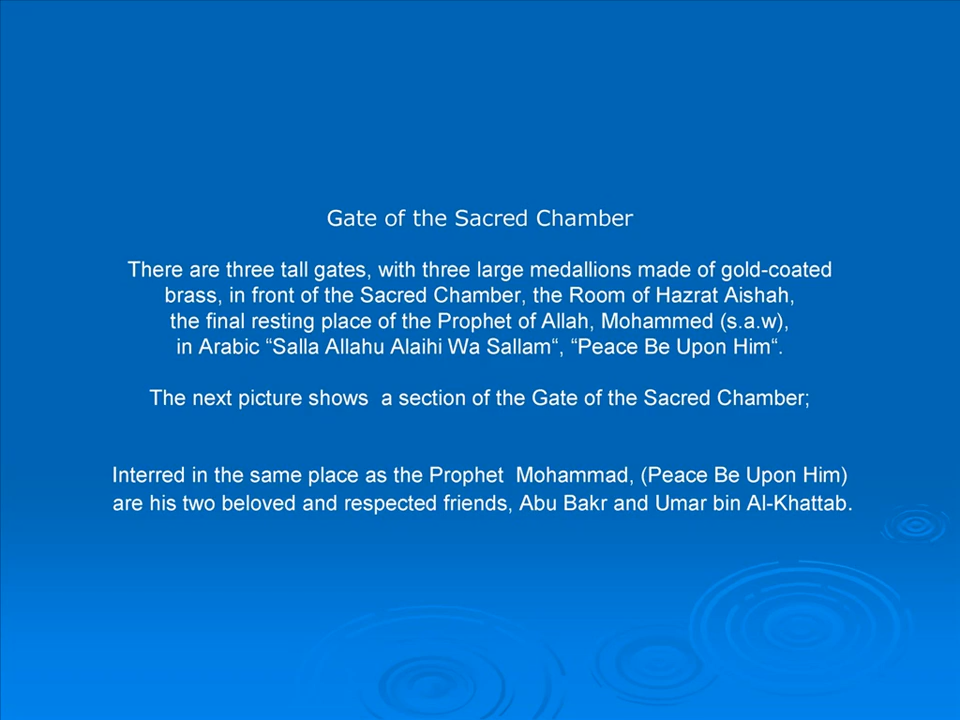 Gate of the Sacred Chamber
There are three tall gates, with three large medallions made of gold-coated
brass, in front of the Sacred Chamber, the Room of Hazrat Aishah,
the final resting place of the Prophet of Allah, Mohammed (s.a.w),
in Arabic “Salla Allahu Alaihi Wa Sallam“, “Peace Be Upon Him“.
The next picture shows  a section of the Gate of the Sacred Chamber;
Interred in the same place as the Prophet  Mohammad, (Peace Be Upon Him)
are his two beloved and respected friends, Abu Bakr and Umar bin Al-Khattab.